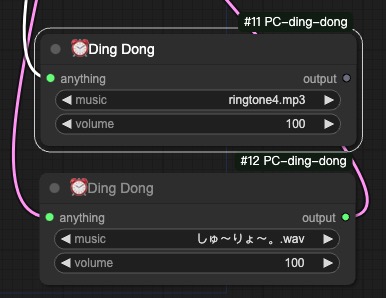 #11 PC-ding-dong
⏰Ding Dong
anything output
◀ music ringtone4.mp3 ▶
◀ volume 100 ▶
#12 PC-ding-dong
⏰Ding Dong
anything output
◀ music しゅ〜りょ〜。.wav ▶
◀ volume 100 ▶